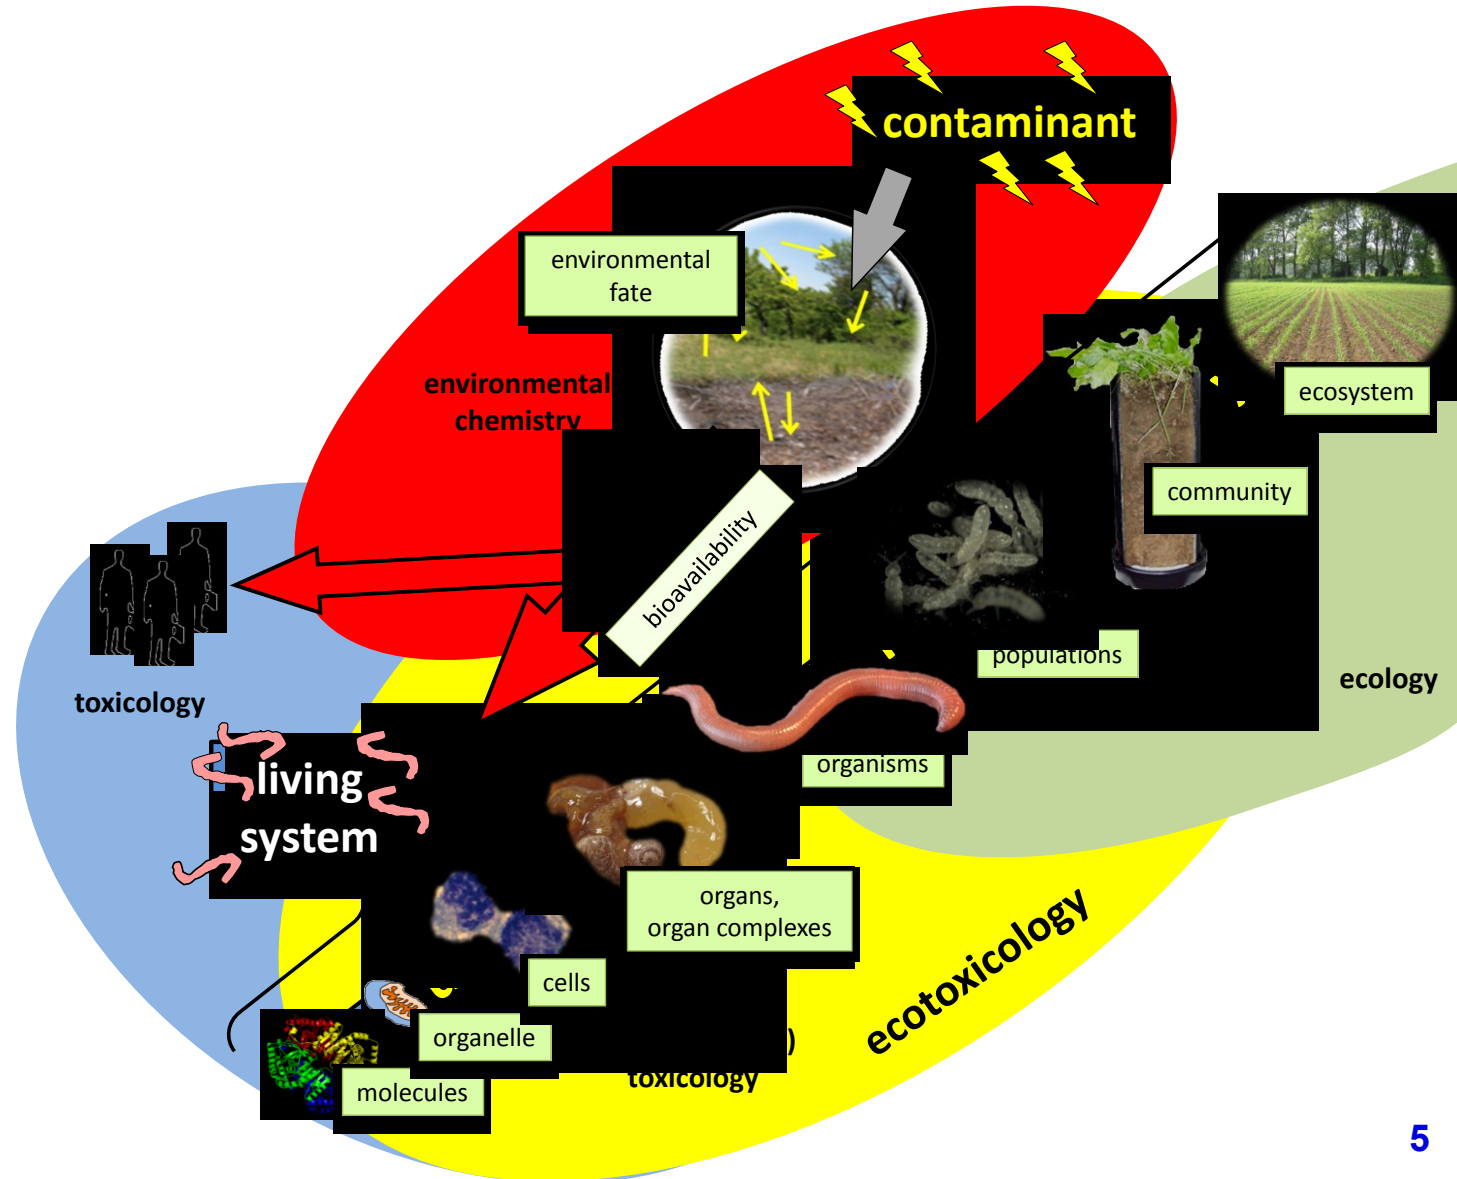 contaminant
environmental
fate
environmental
chemistry
ecosystem
community
bioavailability
populations
ecology
toxicology
organisms
living
system
organs,
organ complexes
cells
ecotoxicology
organelle
)
toxicology
molecules
5